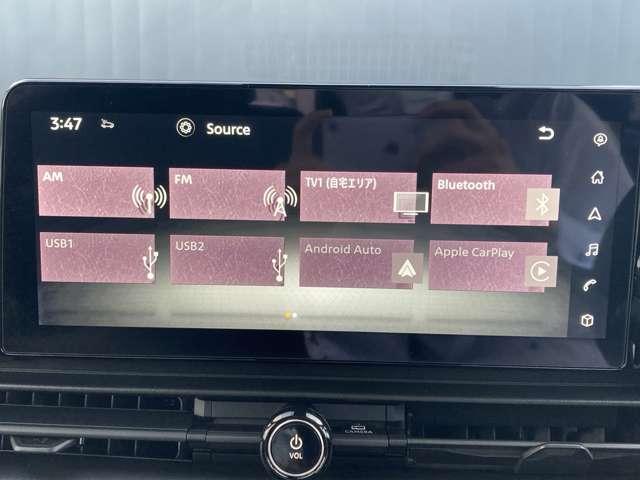 3:47
Source
AM
FM
TV1 (自宅エリア)
Bluetooth
USB1
USB2
Android Auto
Apple CarPlay
VOL
CAMERA